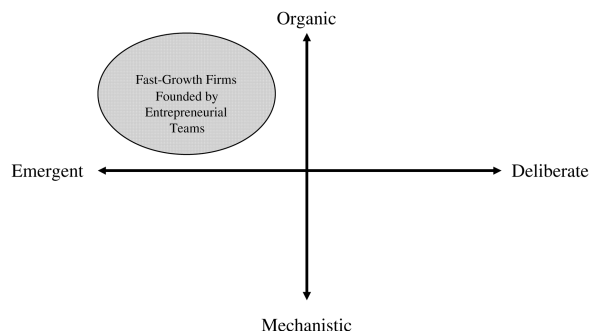 Organic
Fast-Growth Firms
Founded by
Entrepreneurial
Teams
Emergent
Deliberate
Mechanistic